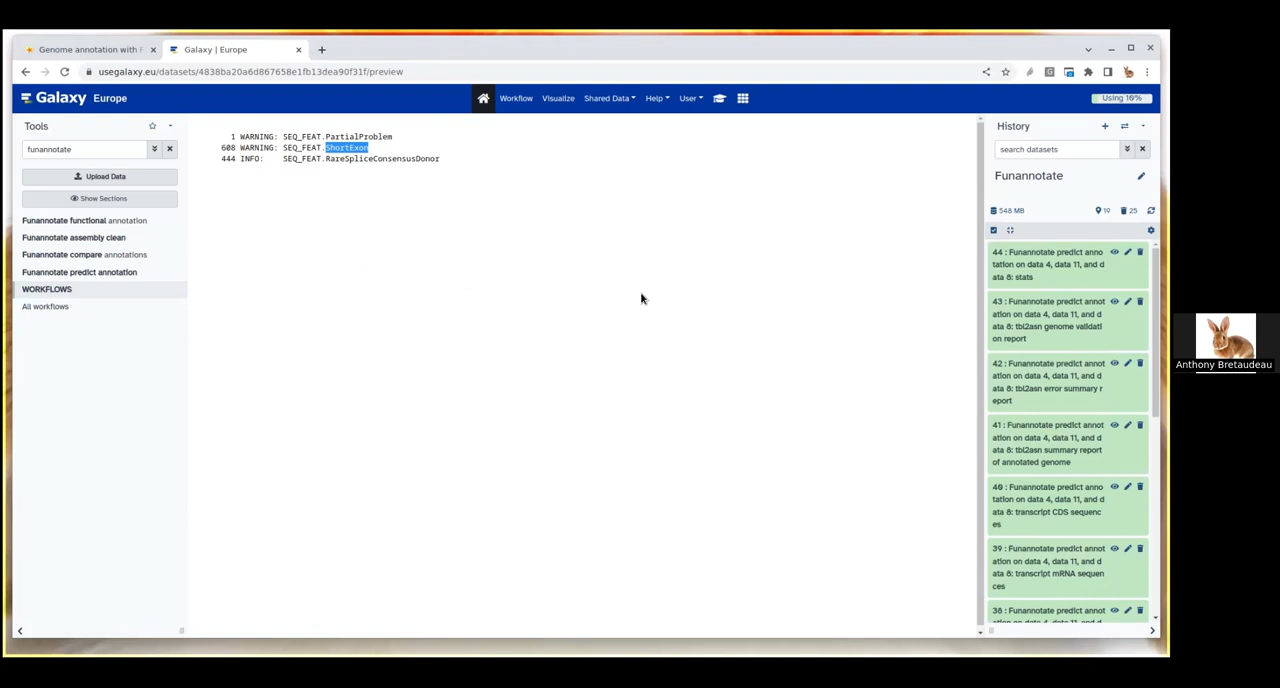 Genome annotation with F
Galaxy | Europe
usegalaxy.eu/datasets/4838ba20a6d867658e1fb13dea90f31f/preview
Galaxy Europe
Workflow Visualize Shared Data Help User
Using 16%
Tools
funannotate
Upload Data
Show Sections
Funannotate functional annotation
Funannotate assembly clean
Funannotate compare annotations
Funannotate predict annotation
WORKFLOWS
All workflows
1 WARNING: SEQ_FEAT.PartialProblem
608 WARNING: SEQ_FEAT.ShortExon
444 INFO: SEQ_FEAT.RareSpliceConsensusDonor
History
search datasets
Funannotate
548 MB
19
25
44 : Funannotate predict anno
tation on data 4, data 11, and d
ata 8: stats
43 : Funannotate predict annot
ation on data 4, data 11, and d
ata 8: tbl2asn genome validati
on report
42 : Funannotate predict annot
ation on data 4, data 11, and d
ata 8: tbl2asn error summary r
eport
41 : Funannotate predict annot
ation on data 4, data 11, and d
ata 8: tbl2asn summary report
of annotated genome
40 : Funannotate predict anno
tation on data 4, data 11, and d
ata 8: transcript CDS sequenc
es
39 : Funannotate predict annot
ation on data 4, data 11, and d
ata 8: transcript mRNA sequen
ces
38 : Funannotate predict annot
Anthony Bretaudeau